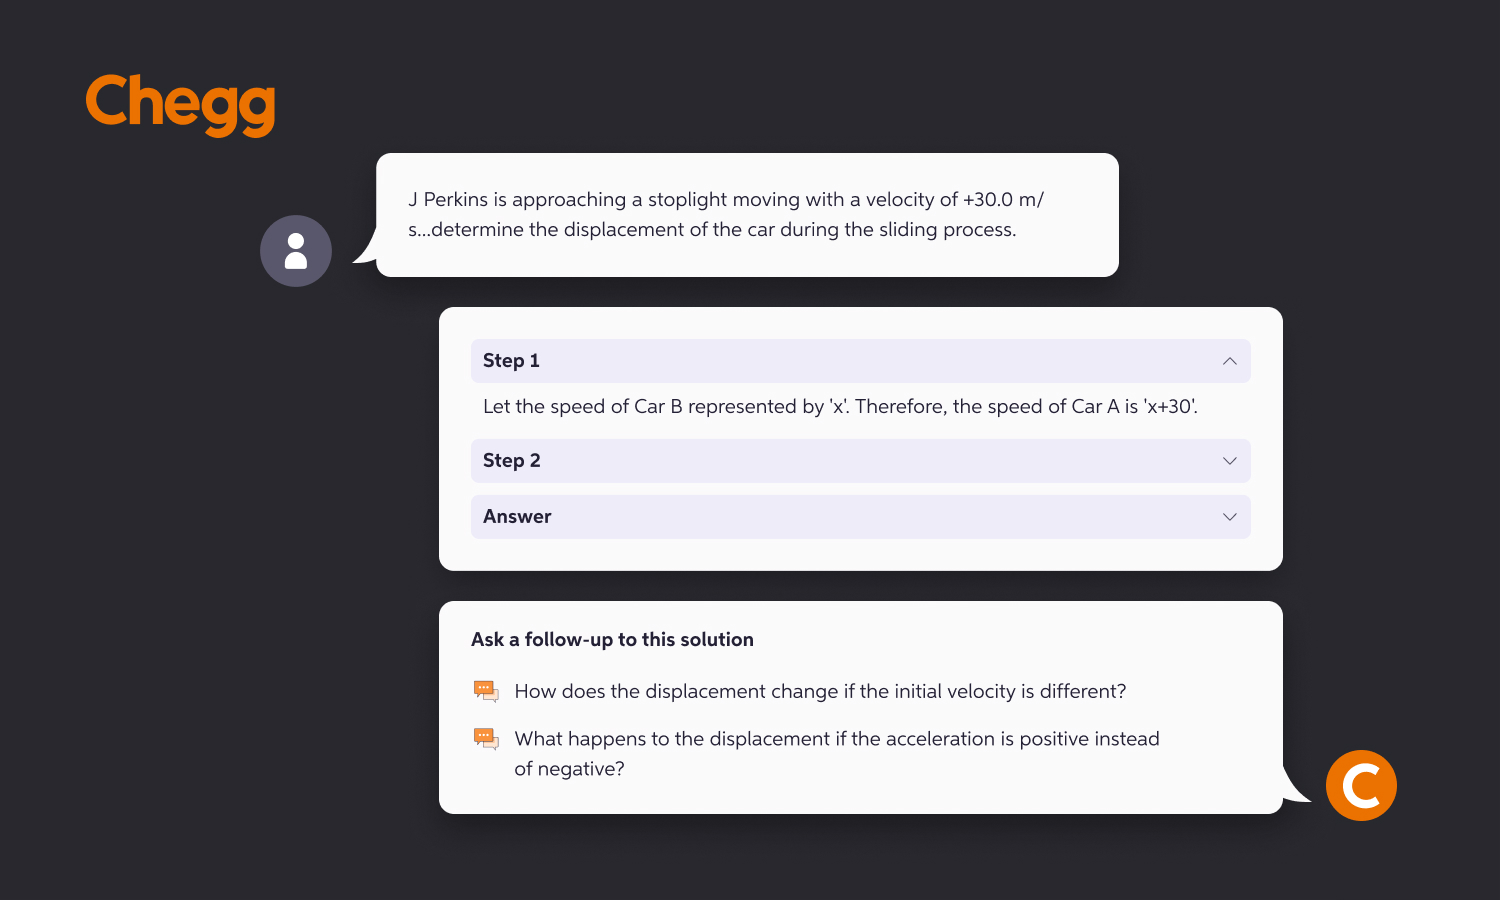 Chegg
J Perkins is approaching a stoplight moving with a velocity of +30.0 m/
s...determine the displacement of the car during the sliding process.
Step 1
Let the speed of Car B represented by 'x'. Therefore, the speed of Car A is 'x+30'.
Step 2
Answer
Ask a follow-up to this solution
How does the displacement change if the initial velocity is different?
What happens to the displacement if the acceleration is positive instead
of negative?
C